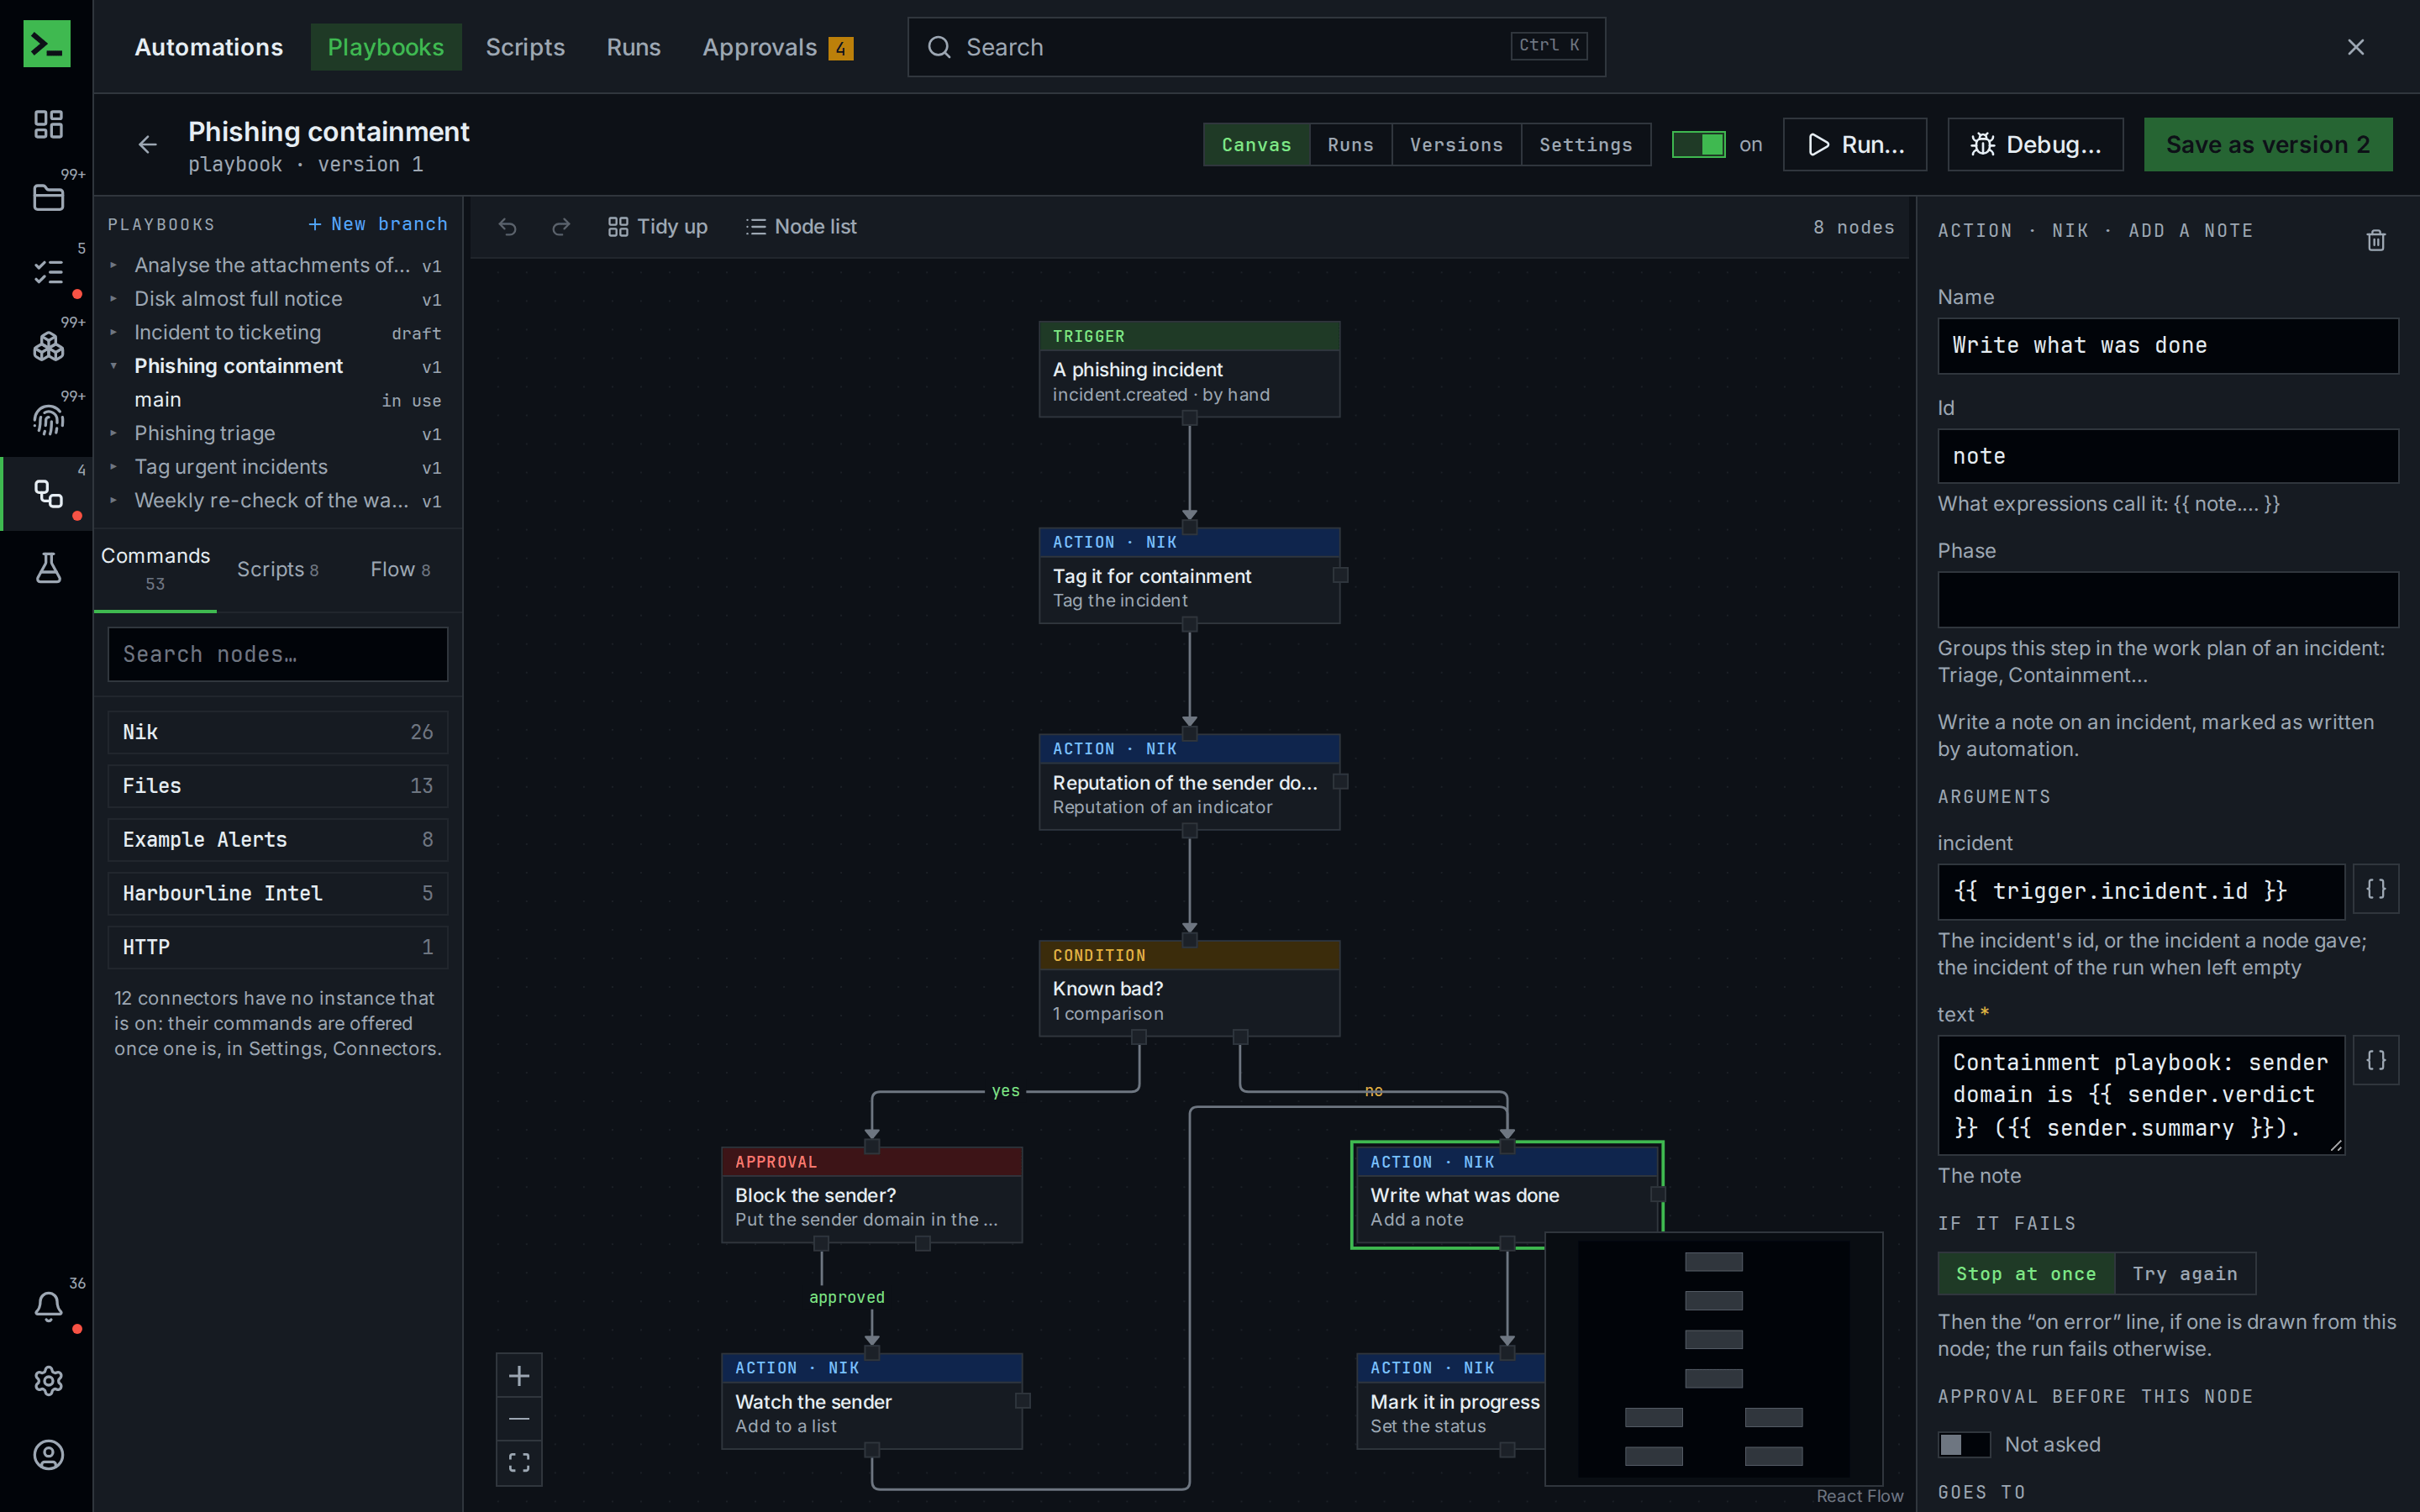 Automations
Playbooks
Scripts
Runs
Approvals 4
Search
Ctrl K
99+
5
99+
99+
4
36
Phishing containment
playbook · version 1
Canvas
Runs
Versions
Settings
on
Run...
Debug...
Save as version 2
PLAYBOOKS
+ New branch
Analyse the attachments of... v1
Disk almost full notice v1
Incident to ticketing draft
Phishing containment v1
main in use
Phishing triage v1
Tag urgent incidents v1
Weekly re-check of the wa... v1
Commands 53
Scripts 8
Flow 8
Search nodes…
Nik 26
Files 13
Example Alerts 8
Harbourline Intel 5
HTTP 1
12 connectors have no instance that
is on: their commands are offered
once one is, in Settings, Connectors.
Tidy up
Node list
8 nodes
TRIGGER
A phishing incident
incident.created · by hand
ACTION · NIK
Tag it for containment
Tag the incident
ACTION · NIK
Reputation of the sender do...
Reputation of an indicator
CONDITION
Known bad?
1 comparison
yes
no
APPROVAL
Block the sender?
Put the sender domain in the ...
ACTION · NIK
Write what was done
Add a note
approved
ACTION · NIK
Watch the sender
Add to a list
ACTION · NIK
Mark it in progress
Set the status
React Flow
ACTION · NIK · ADD A NOTE
Name
Write what was done
Id
note
What expressions call it: {{ note.... }}
Phase
Groups this step in the work plan of an incident:
Triage, Containment...
Write a note on an incident, marked as written
by automation.
ARGUMENTS
incident
{{ trigger.incident.id }}
{}
The incident's id, or the incident a node gave;
the incident of the run when left empty
text *
Containment playbook: sender
domain is {{ sender.verdict
}} ({{ sender.summary }}).
{}
The note
IF IT FAILS
Stop at once
Try again
Then the “on error” line, if one is drawn from this
node; the run fails otherwise.
APPROVAL BEFORE THIS NODE
Not asked
GOES TO